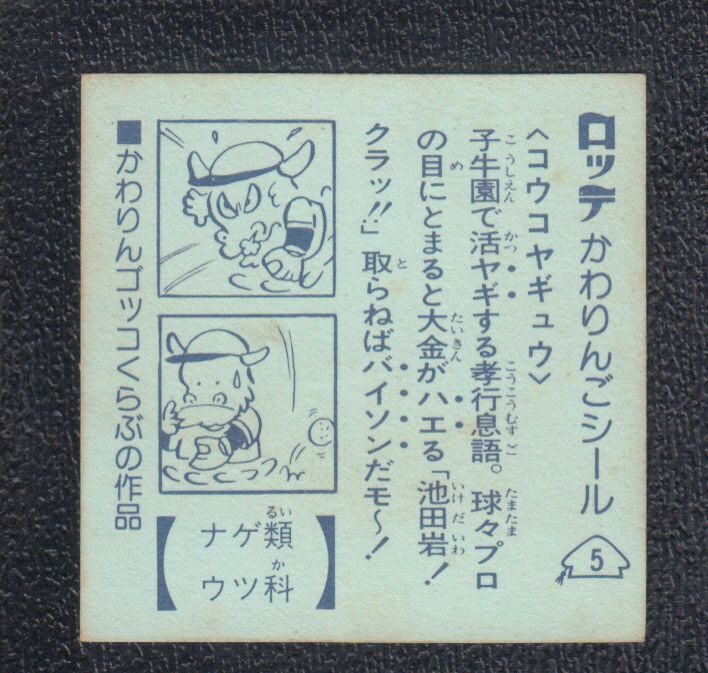 ロッテ かわりんごシール
5
〈コウコヤギュウ〉
子牛園で活ヤギする孝行息語。球々プロ
の目にとまると大金がハエる「池田岩！
クラッ!!」取らねばバイソンだモ〜！
類 科
ゲツ
ナウ
■かわりんゴッコくらぶの作品